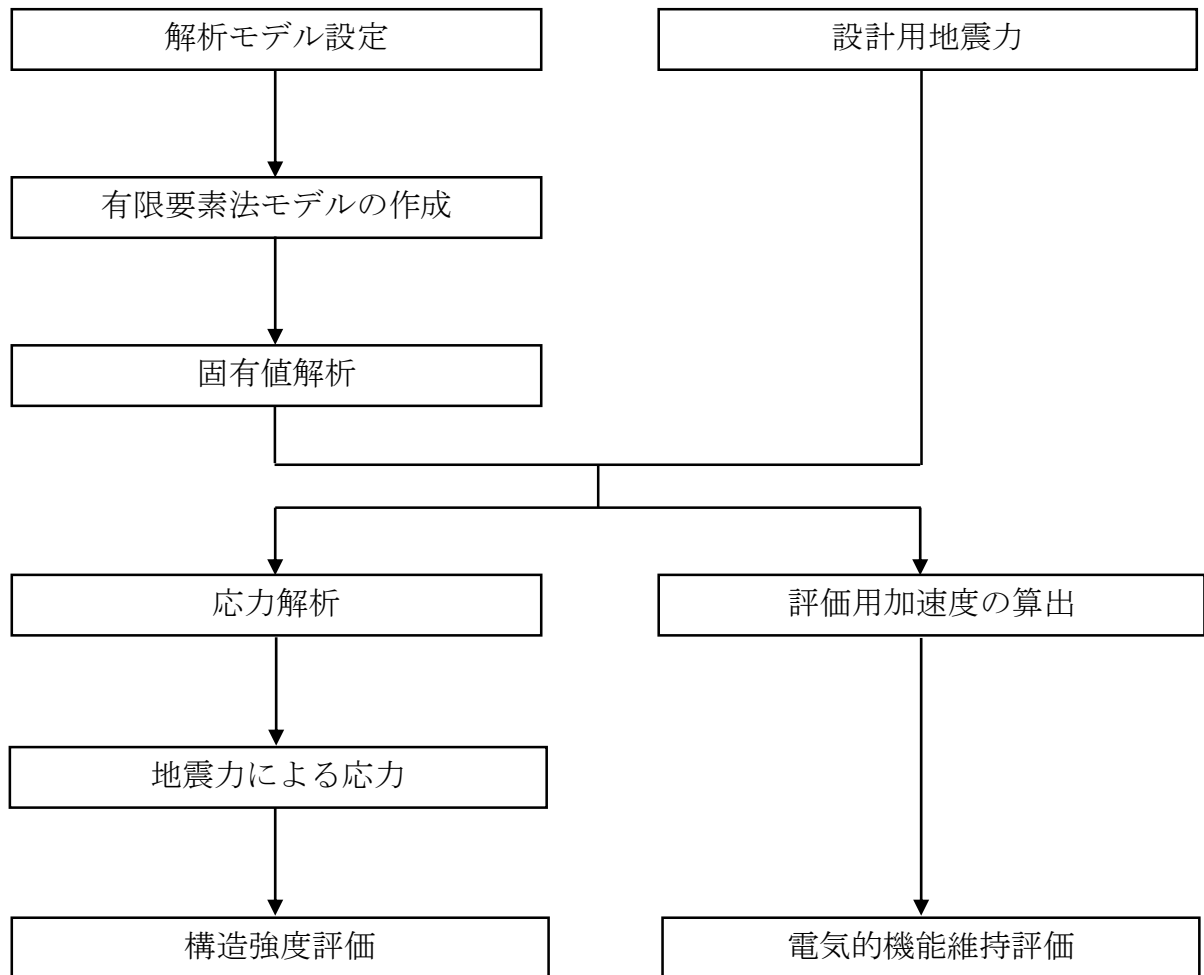 解析モデル設定
設計用地震力
有限要素法モデルの作成
固有値解析
応力解析
評価用加速度の算出
地震力による応力
構造強度評価
電気的機能維持評価